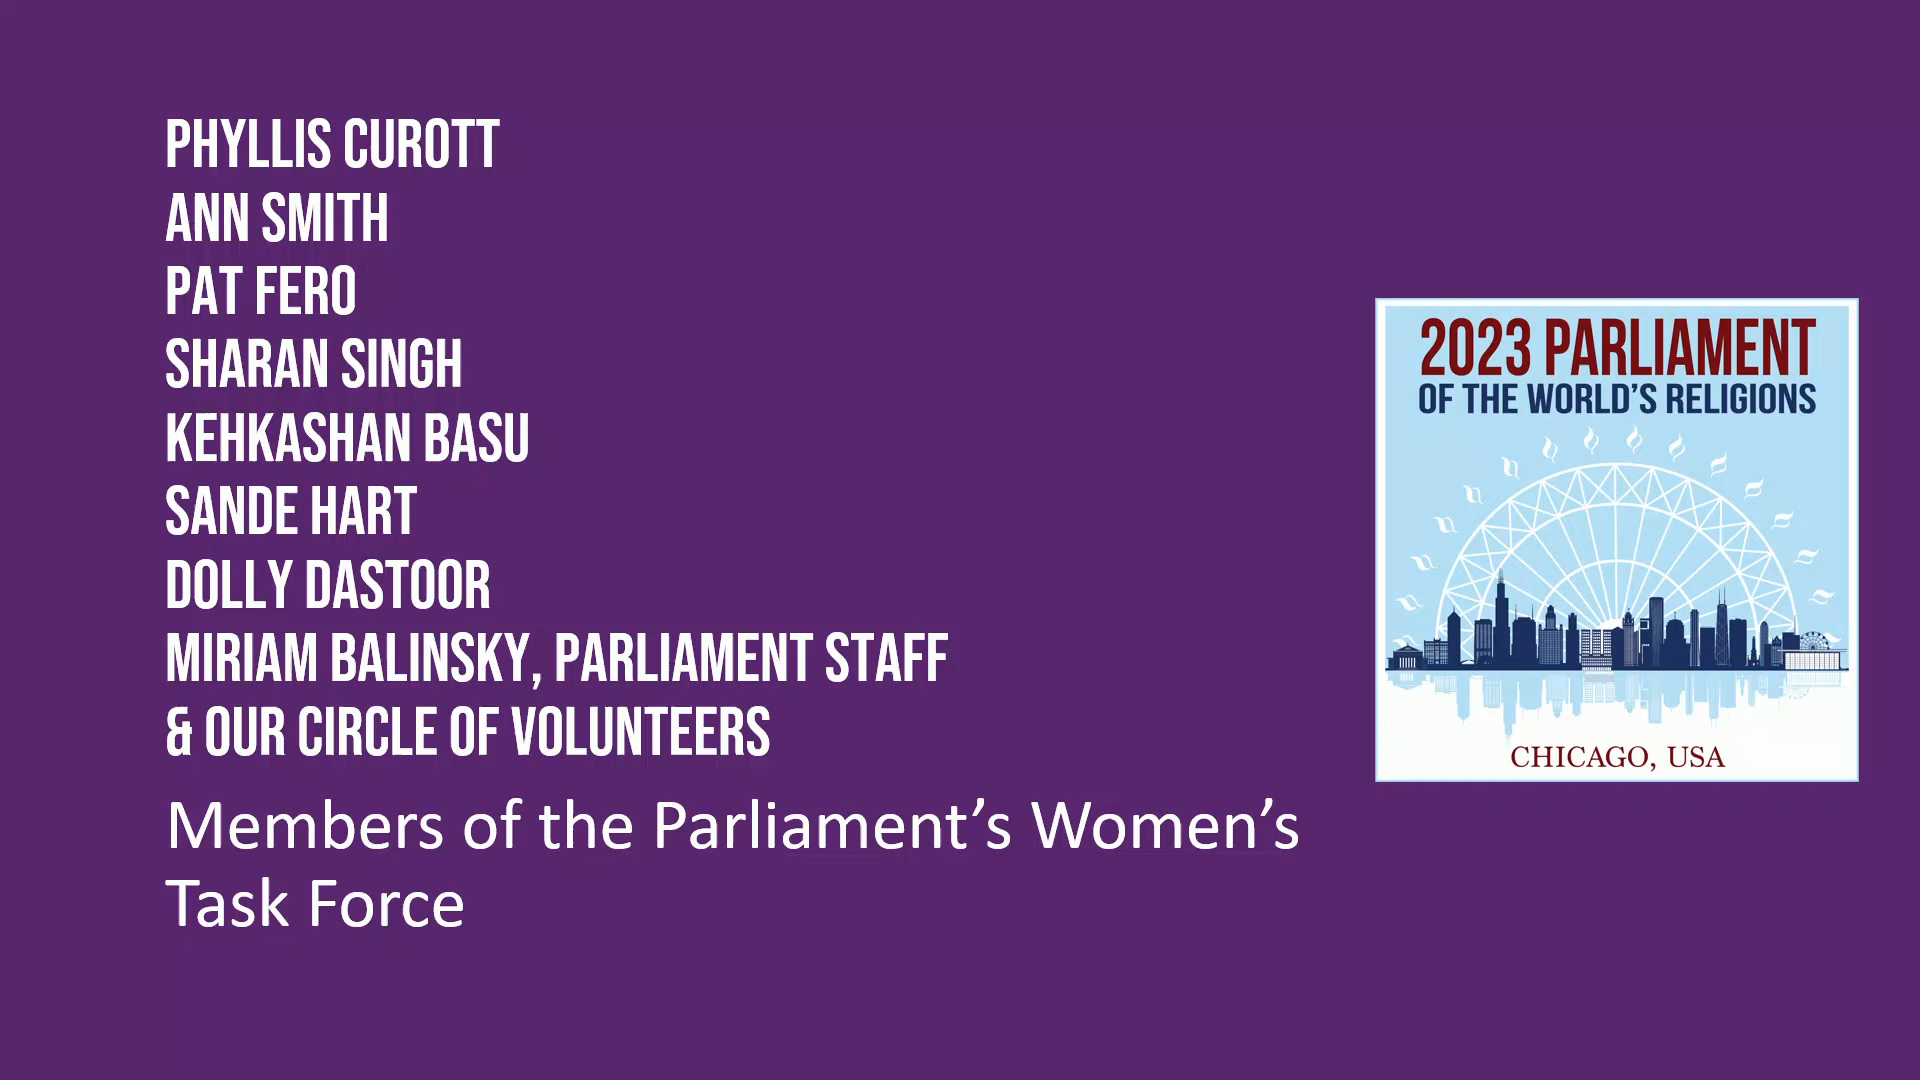 PHYLLIS CUROTT
ANN SMITH
PAT FERO
SHARAN SINGH
KEHKASHAN BASU
SANDE HART
DOLLY DASTOOR
MIRIAM BALINSKY, PARLIAMENT STAFF
& OUR CIRCLE OF VOLUNTEERS
Members of the Parliament’s Women’s
Task Force
2023 PARLIAMENT
OF THE WORLD’S RELIGIONS
CHICAGO, USA